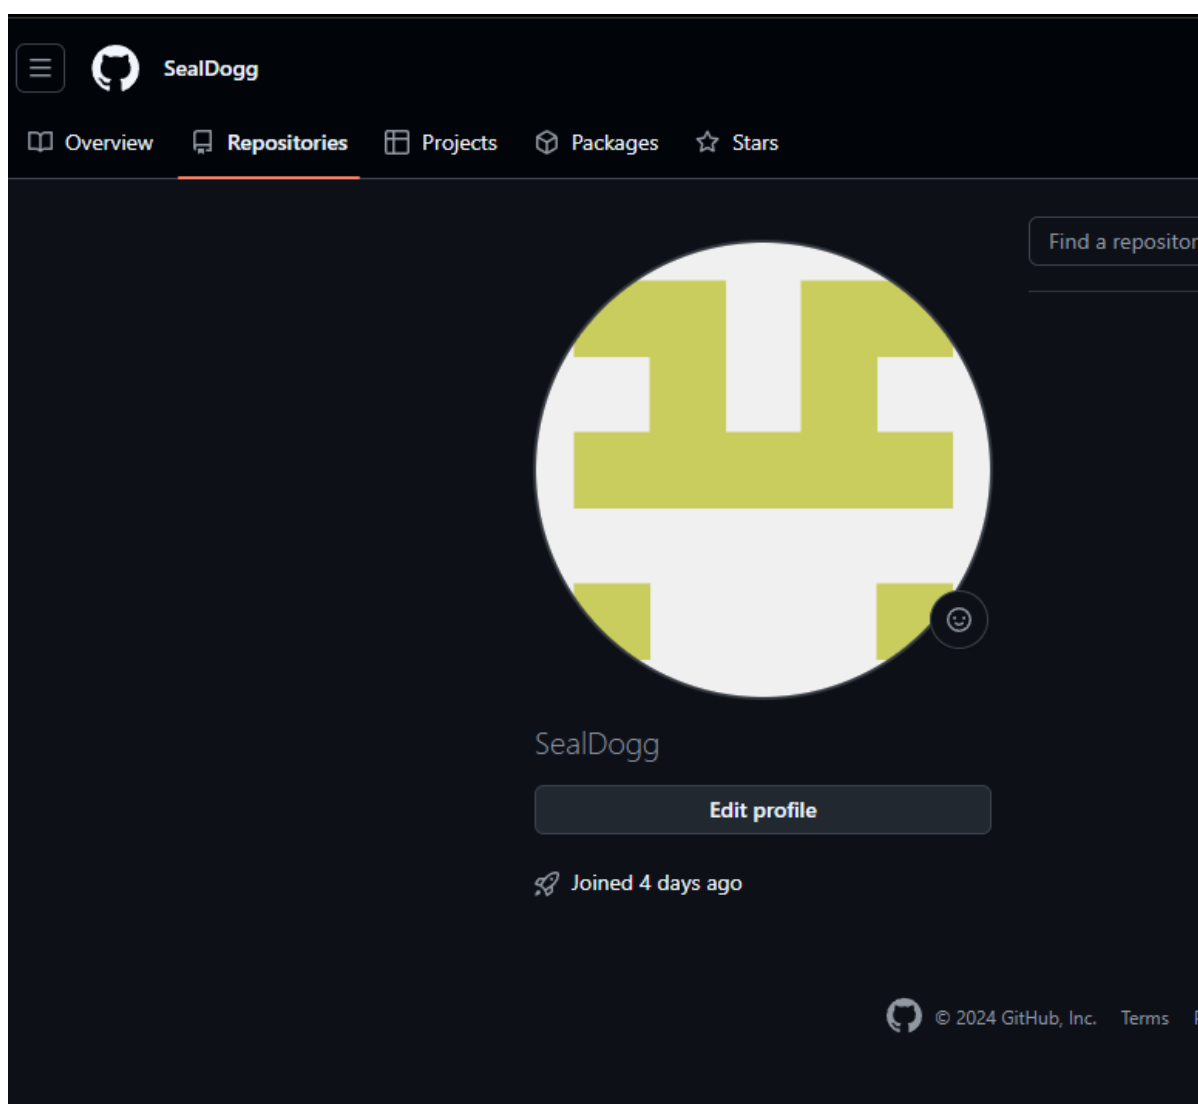 SealDogg
Overview Repositories Projects Packages Stars
Find a repositor
SealDogg
Edit profile
Joined 4 days ago
© 2024 GitHub, Inc. Terms